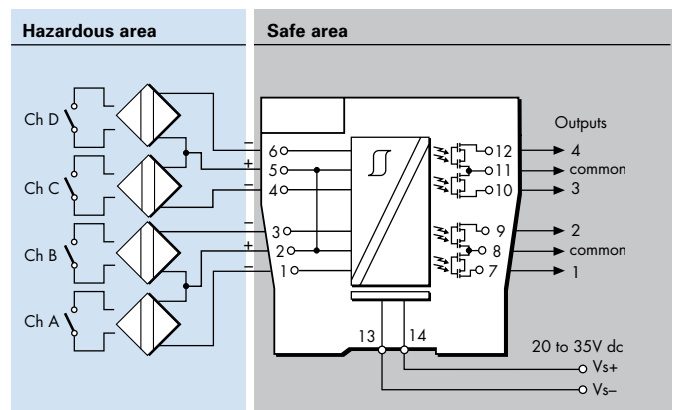 Hazardous area
Safe area
Ch D
Ch C
Ch B
Ch A
− 6
+ 5
− 4
− 3
+ 2
− 1
Outputs
12 4
11 common
10 3
9 2
8 common
7 1
13 14
20 to 35V dc
Vs+
Vs−